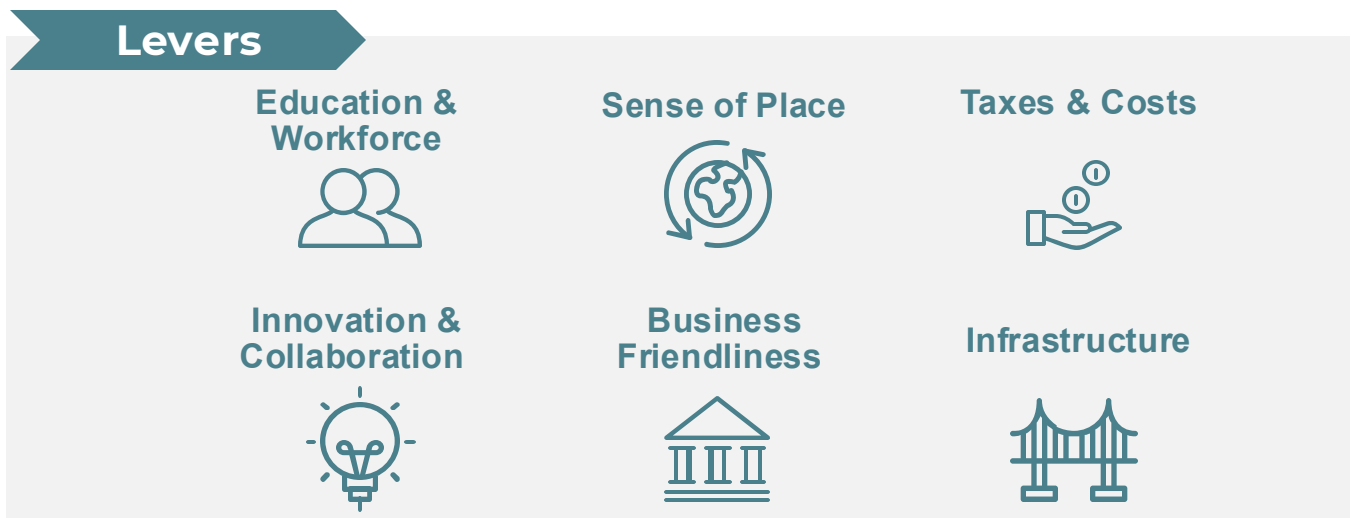 Levers
Education &
Workforce
Sense of Place
Taxes & Costs
Innovation &
Collaboration
Business
Friendliness
Infrastructure